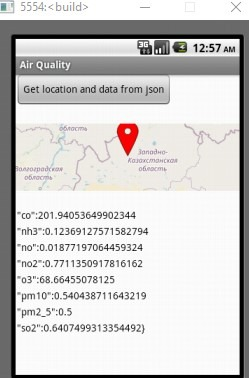 5554:<build>
3G
12:57 AM
Air Quality
Get location and data from json
область
Волгоградская
область
Западно-
Казахстанская
область
"co":201.94053649902344
"nh3":0.12369127571582794
"no":0.01877197064459324
"no2":0.7711350917816162
"o3":68.66455078125
"pm10":0.540438711643219
"pm2_5":0.5
"so2":0.6407499313354492}